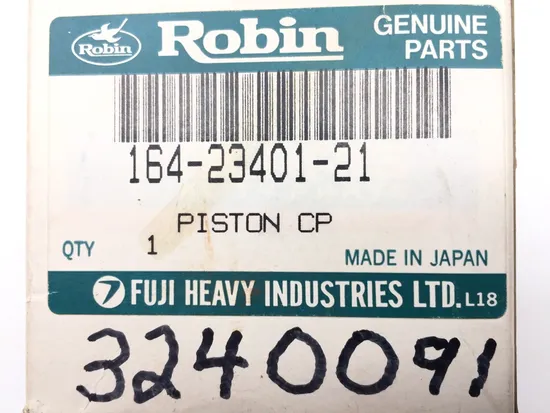 Robin Robin GENUINE
PARTS
164-23401-21
PISTON CP
QTY 1 MADE IN JAPAN
FUJI HEAVY INDUSTRIES LTD. L18
3240091